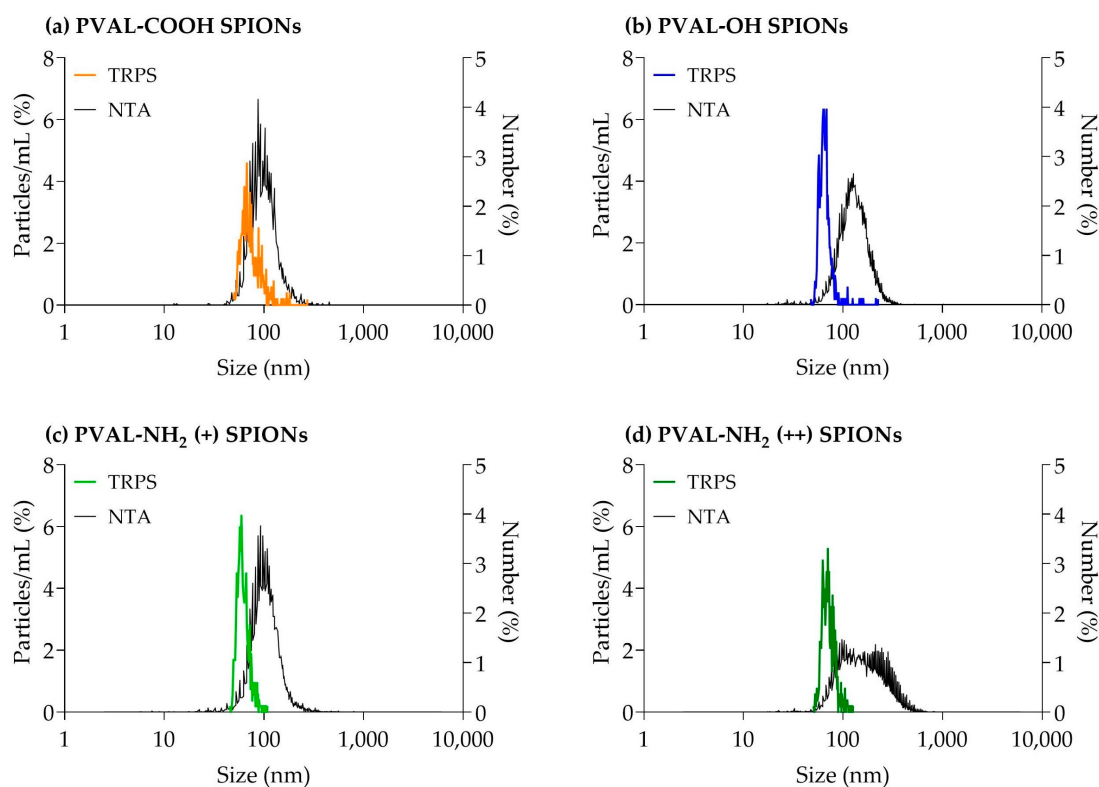 (a) PVAL-COOH SPIONs
8
6
4
2
0
Particles/mL (%)
TRPS
NTA
5
4
3
2
1
0
Number (%)
1
10
100
1,000
10,000
Size (nm)
(b) PVAL-OH SPIONs
8
6
4
2
0
Particles/mL
TRPS
NTA
5
4
3
2
1
0
Number (%)
1
10
100
1,000
10,000
Size (nm)
(c) PVAL-NH₂ (+) SPIONs
8
6
4
2
0
Particles/mL (%)
TRPS
NTA
5
4
3
2
1
0
Number (%)
1
10
100
1,000
10,000
Size (nm)
(d) PVAL-NH₂ (++) SPIONs
8
6
4
2
0
Particles/mL (%)
TRPS
NTA
5
4
3
2
1
0
Number (%)
1
10
100
1,000
10,000
Size (nm)